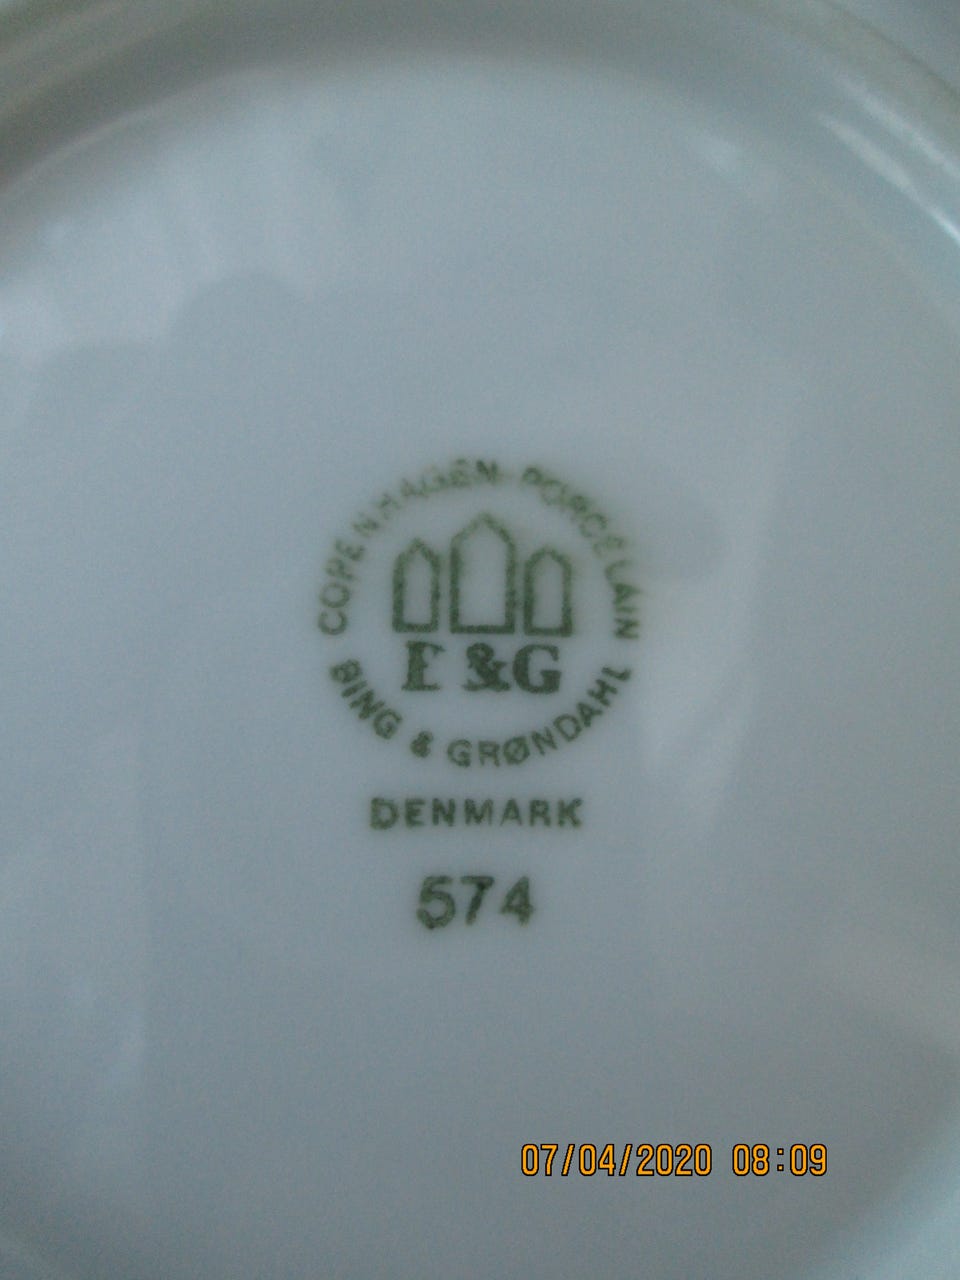 COPENHAGEN PORCELAIN
B&G
BING & GRØNDAHL
DENMARK
574
07/04/2020 08:09